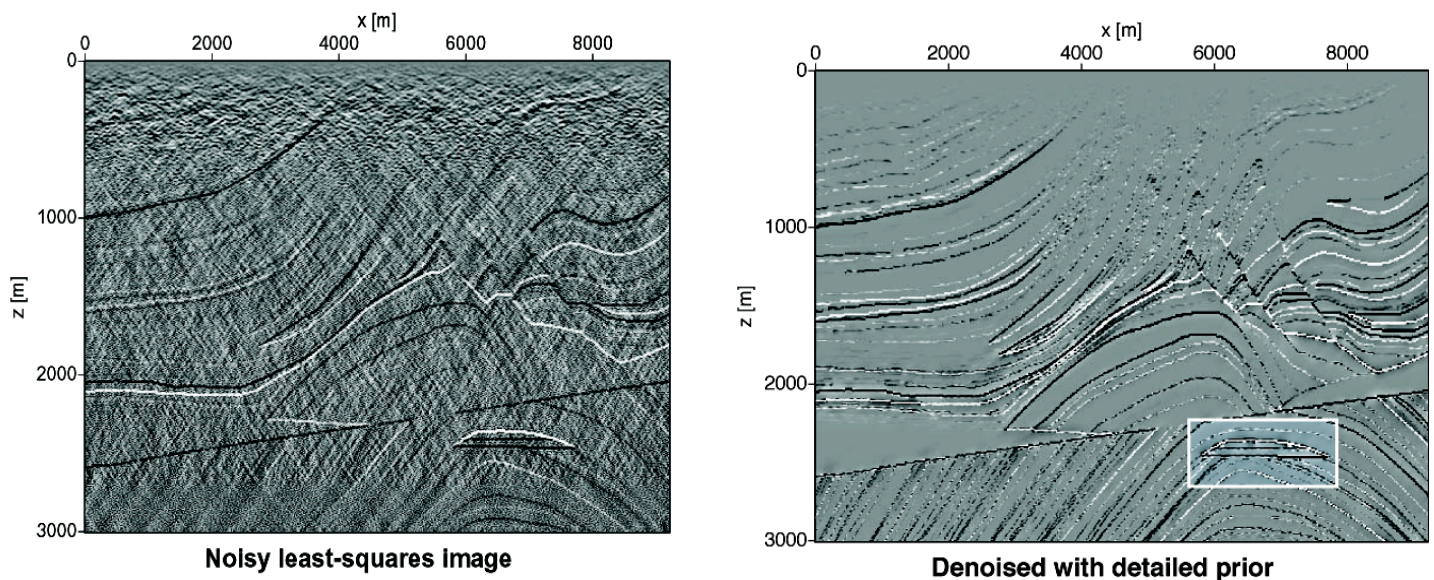 x [m]
0 2000 4000 6000 8000
0
1000
2000
3000
z [m]
Noisy least-squares image
x [m]
0 2000 4000 6000 8000
0
1000
2000
3000
z [m]
Denoised with detailed prior